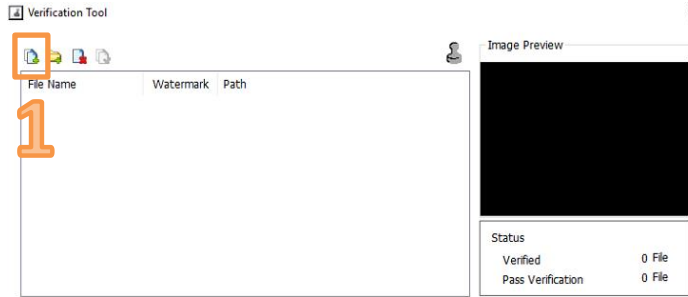 Verification Tool
Image Preview
File Name Watermark Path
1
Status
Verified 0 File
Pass Verification 0 File